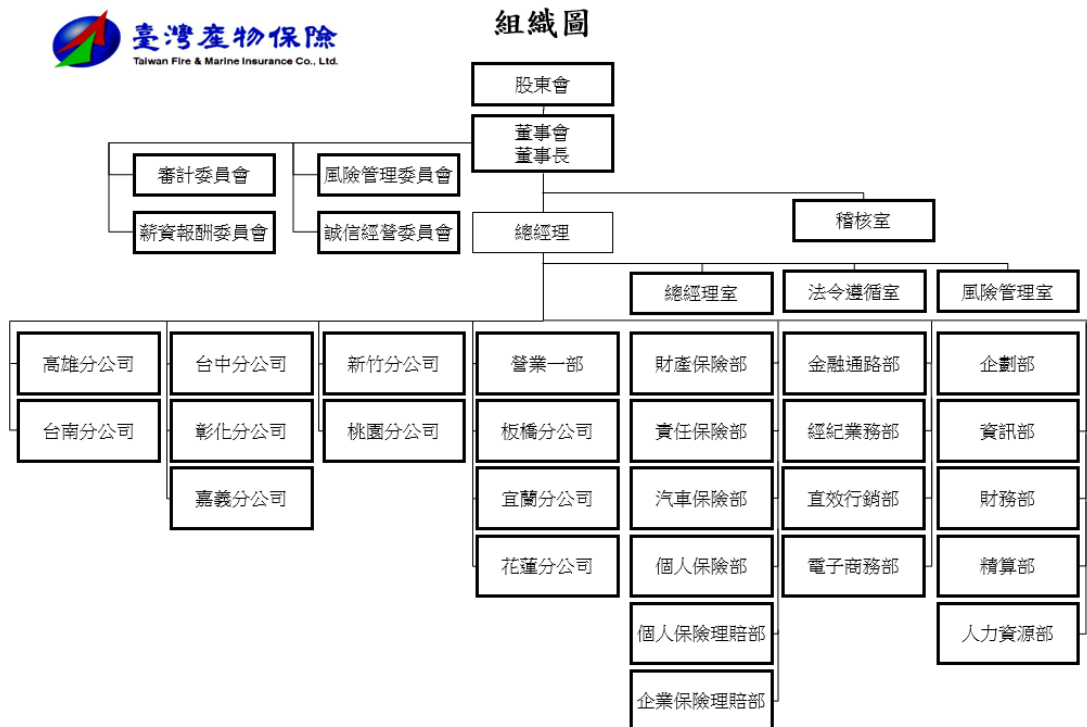 組織圖
臺灣產物保險
Taiwan Fire & Marine Insurance Co., Ltd.
股東會
董事會
董事長
審計委員會
風險管理委員會
薪資報酬委員會
誠信經營委員會
總經理
稽核室
總經理室
法令遵循室
風險管理室
高雄分公司
台中分公司
新竹分公司
營業一部
財產保險部
金融通路部
企劃部
台南分公司
彰化分公司
桃園分公司
板橋分公司
責任保險部
經紀業務部
資訊部
嘉義分公司
宜蘭分公司
汽車保險部
直效行銷部
財務部
花蓮分公司
個人保險部
電子商務部
精算部
個人保險理賠部
人力資源部
企業保險理賠部